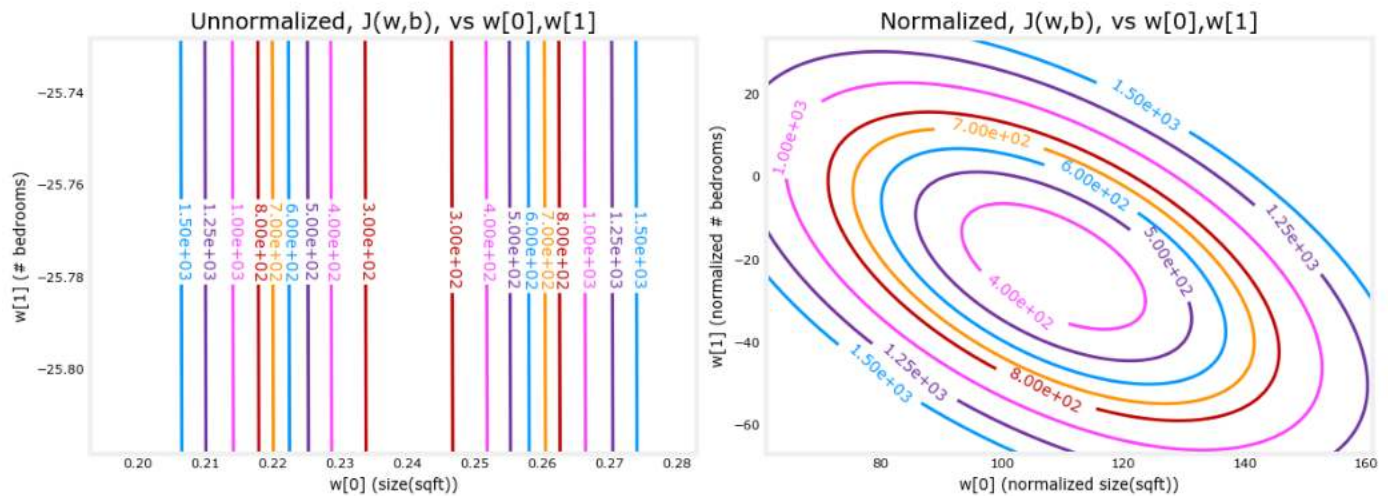 Unnormalized, J(w,b), vs w[0],w[1]
w[1] (# bedrooms)
−25.74
−25.76
−25.78
−25.80
1.50e+03
1.25e+03
1.00e+03
8.00e+02
7.00e+02
6.00e+02
5.00e+02
4.00e+02
3.00e+02
3.00e+02
4.00e+02
5.00e+02
6.00e+02
7.00e+02
8.00e+02
1.00e+03
1.25e+03
1.50e+03
0.20 0.21 0.22 0.23 0.24 0.25 0.26 0.27 0.28
w[0] (size(sqft))
Normalized, J(w,b), vs w[0],w[1]
w[1] (normalized # bedrooms)
20
0
−20
−40
−60
1.50e+03
1.00e+03
7.00e+02
6.00e+02
1.25e+03
5.00e+02
4.00e+02
1.50e+03
1.25e+03
8.00e+02
80 100 120 140 160
w[0] (normalized size(sqft))